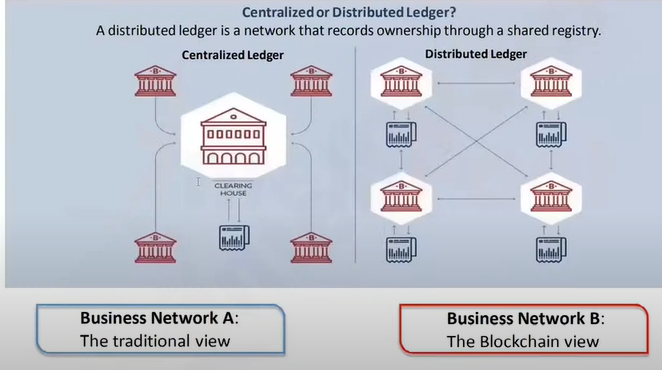 Centralized or Distributed Ledger?
A distributed ledger is a network that records ownership through a shared registry.
Centralized Ledger
Distributed Ledger
B
B
B
B
CLEARING
HOUSE
B
B
B
B
Business Network A:
The traditional view
Business Network B:
The Blockchain view